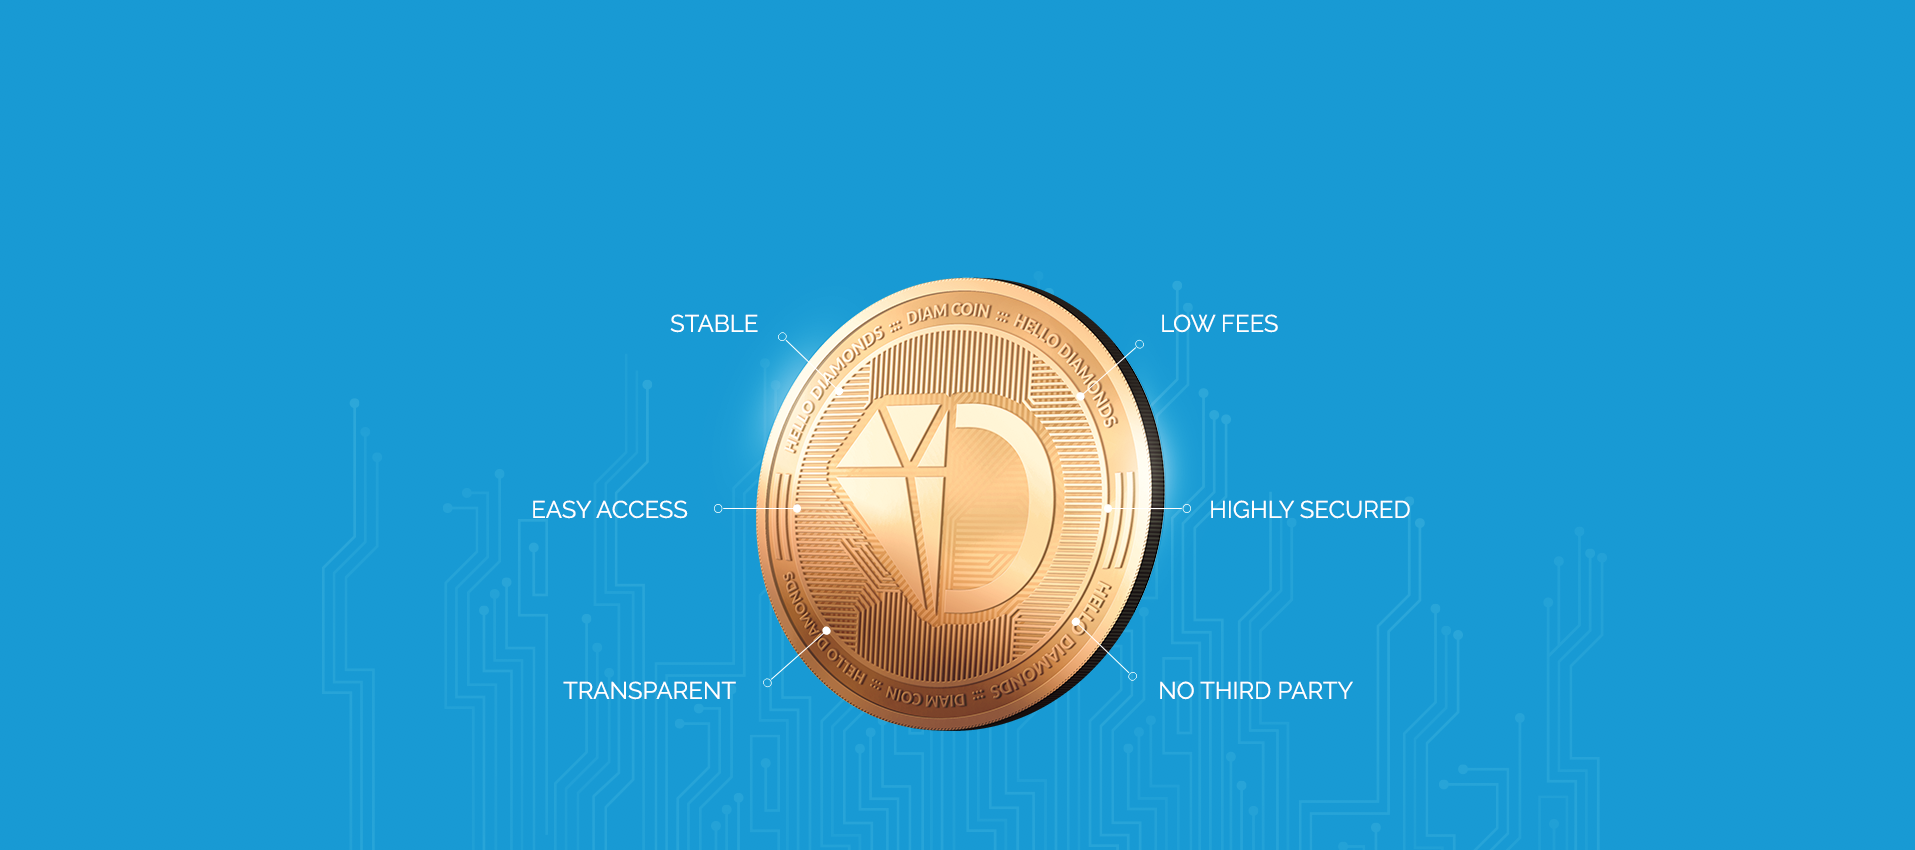 STABLE
LOW FEES
EASY ACCESS
HIGHLY SECURED
TRANSPARENT
NO THIRD PARTY
HELLO DIAMONDS ::: DIAM COIN ::: HELLO DIAMONDS
HELLO DIAMONDS ::: DIAM COIN ::: HELLO DIAMONDS